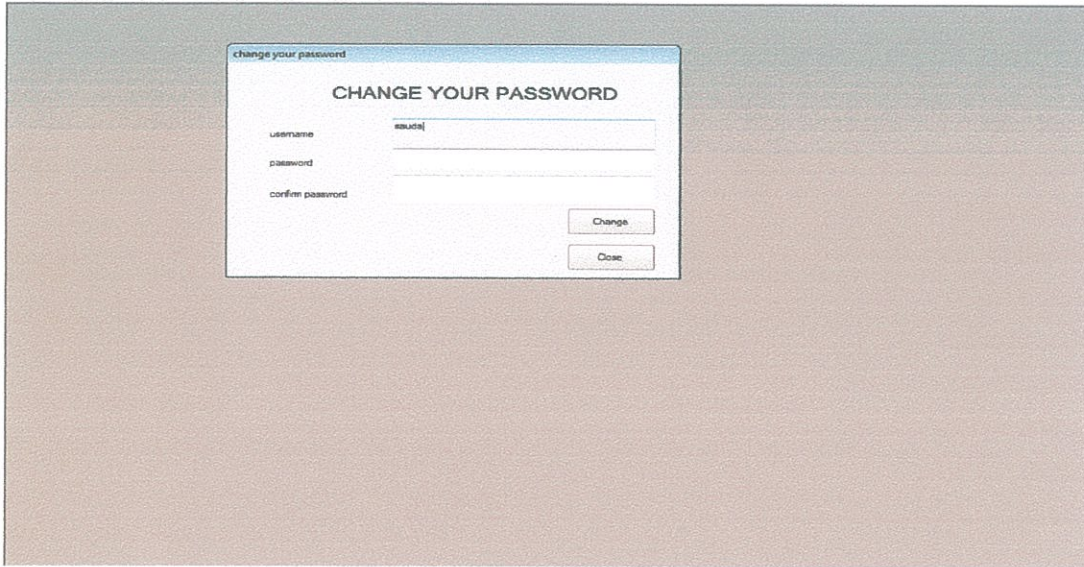 change your password
CHANGE YOUR PASSWORD
username sauda
password
confirm password
Change
Close